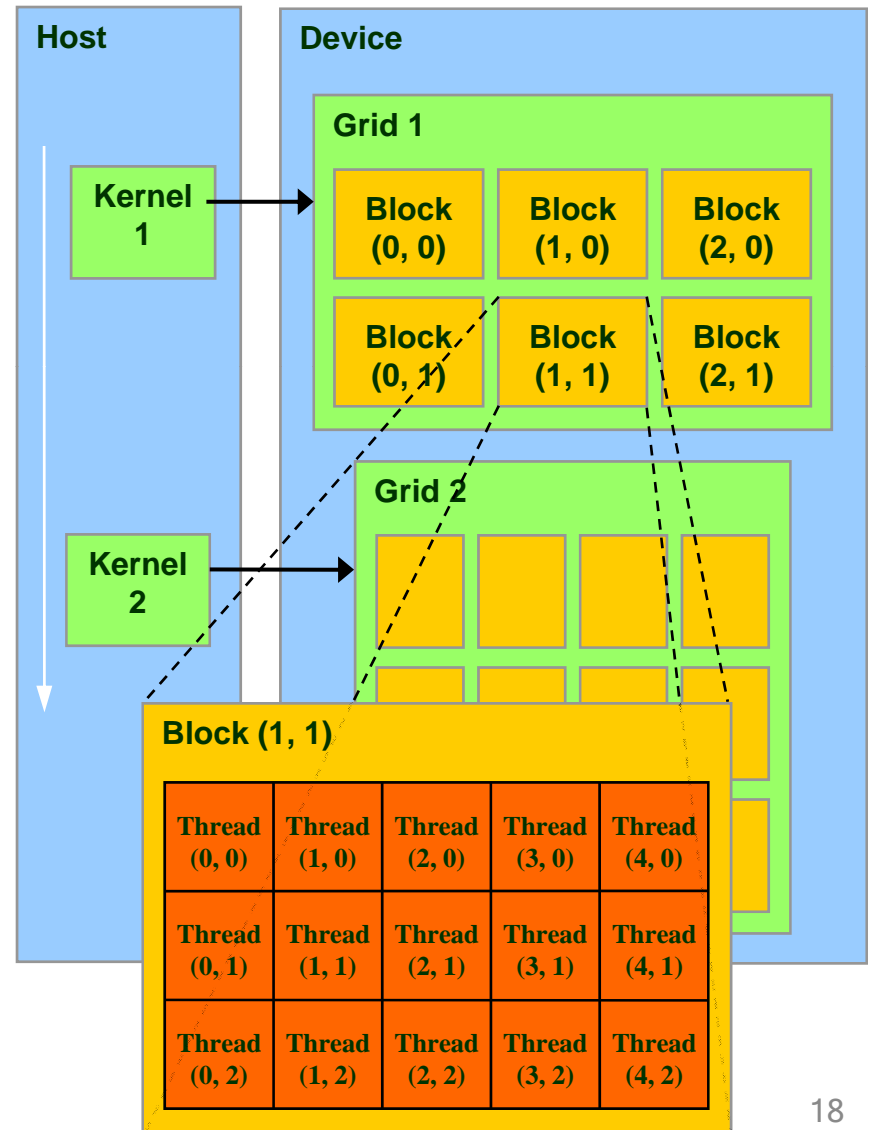 Host
Device
Grid 1
Kernel
1
Block
(0, 0)
Block
(1, 0)
Block
(2, 0)
Block
(0, 1)
Block
(1, 1)
Block
(2, 1)
Grid 2
Kernel
2
Block (1, 1)
Thread
(0, 0)
Thread
(1, 0)
Thread
(2, 0)
Thread
(3, 0)
Thread
(4, 0)
Thread
(0, 1)
Thread
(1, 1)
Thread
(2, 1)
Thread
(3, 1)
Thread
(4, 1)
Thread
(0, 2)
Thread
(1, 2)
Thread
(2, 2)
Thread
(3, 2)
Thread
(4, 2)
18